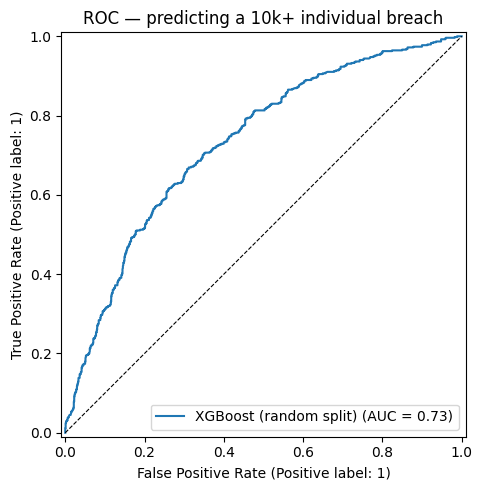 ROC — predicting a 10k+ individual breach
True Positive Rate (Positive label: 1)
1.0
0.8
0.6
0.4
0.2
0.0
XGBoost (random split) (AUC = 0.73)
0.0 0.2 0.4 0.6 0.8 1.0
False Positive Rate (Positive label: 1)